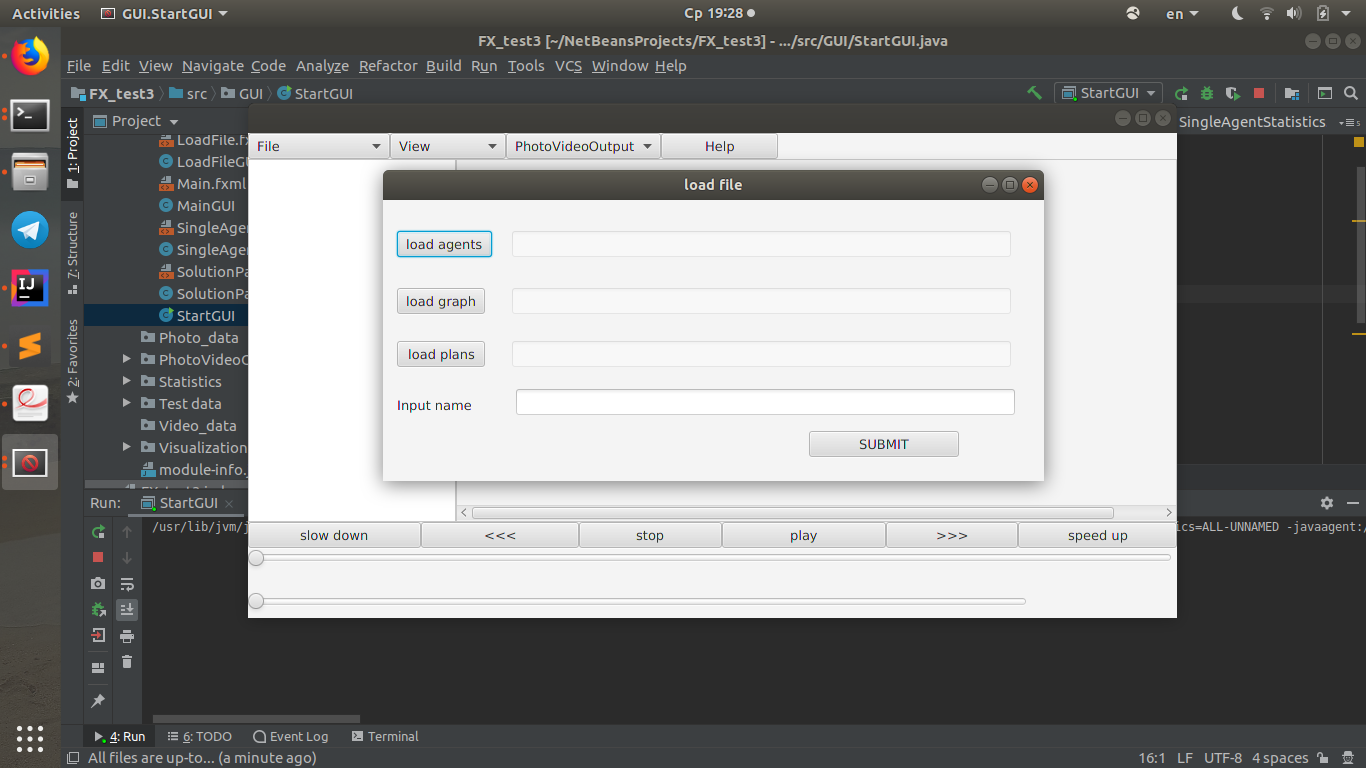 Activities GUI.StartGUI Ср 19:28 en
FX_test3 [~/NetBeansProjects/FX_test3] - .../src/GUI/StartGUI.java
File Edit View Navigate Code Analyze Refactor Build Run Tools VCS Window Help
FX_test3 src GUI StartGUI StartGUI
Project SingleAgentStatistics
1: Project
7: Structure
2: Favorites
LoadFile.fx
LoadFileGU
Main.fxml
MainGUI
SingleAge
SingleAge
SolutionPa
SolutionPa
StartGUI
Photo_data
PhotoVideoO
Statistics
Test data
Video_data
Visualization
module-info.
File View PhotoVideoOutput Help
load file
load agents
load graph
load plans
Input name
SUBMIT
slow down <<< stop play >>> speed up
Run: StartGUI
/usr/lib/jvm/j ics=ALL-UNNAMED -javaagent:/
4: Run 6: TODO Event Log Terminal
All files are up-to... (a minute ago) 16:1 LF UTF-8 4 spaces